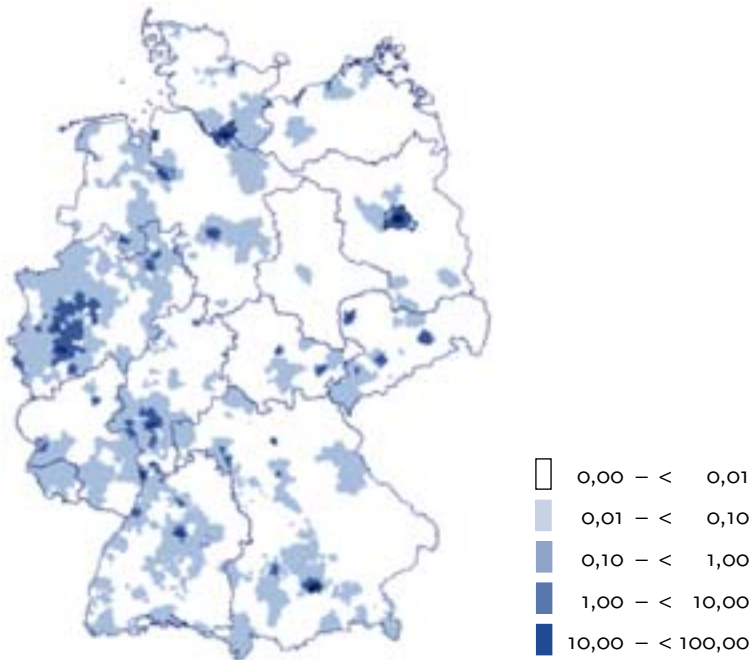 0,00 – < 0,01
0,01 – < 0,10
0,10 – < 1,00
1,00 – < 10,00
10,00 – < 100,00